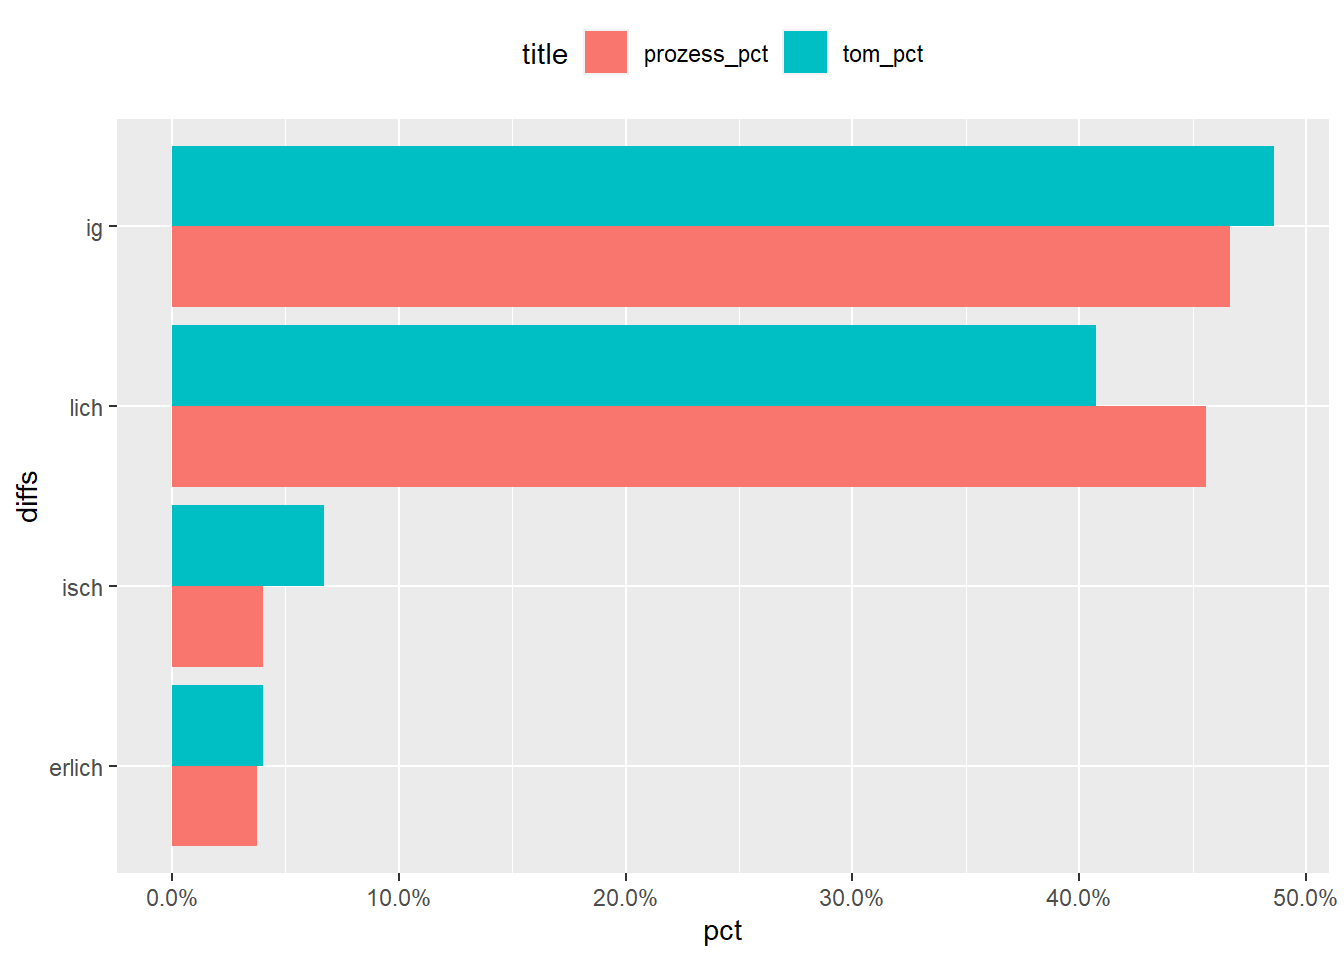 title prozess_pct tom_pct
ig
lich
isch
erlich
diffs
0.0% 10.0% 20.0% 30.0% 40.0% 50.0%
pct